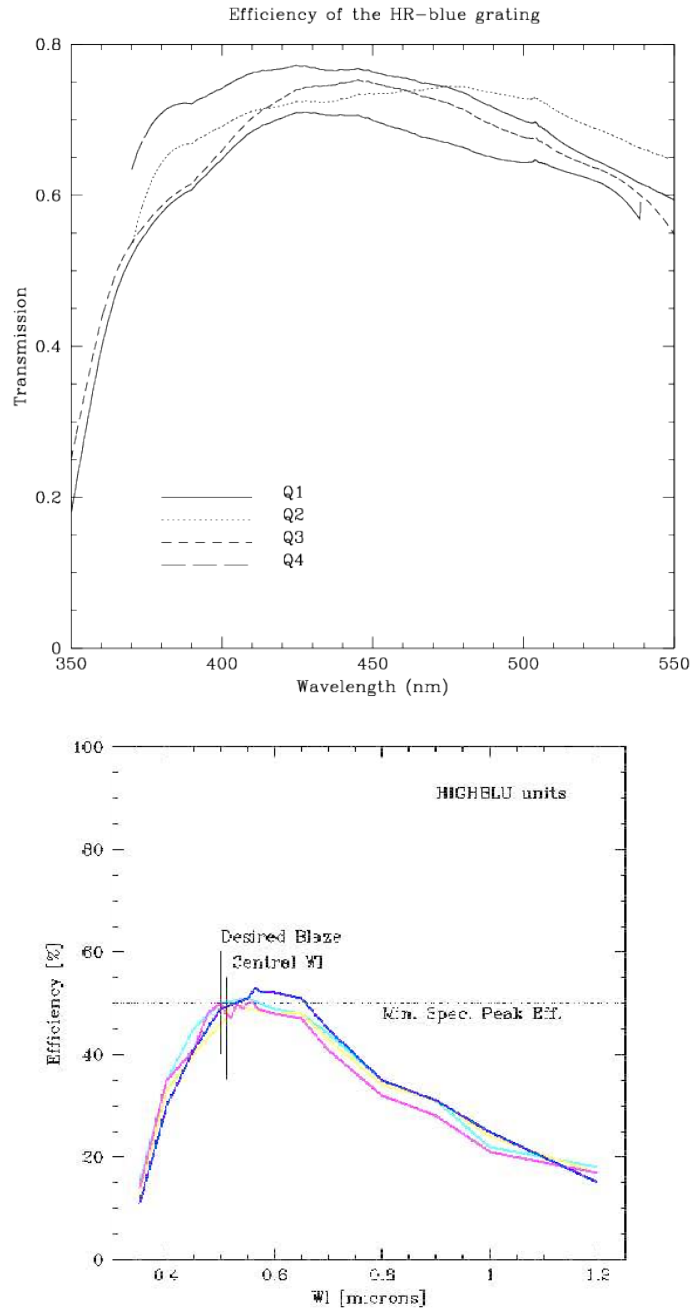 Efficiency of the HR-blue grating
0.8
0.6
0.4
0.2
0
Transmission
Q1
Q2
Q3
Q4
350
400
450
500
550
Wavelength (nm)
100
80
60
40
20
0
Efficiency [%]
HIGHBLU units
Desired Blaze
Central Wl
Min. Spec. Peak Eff.
0.4
0.6
0.8
1
1.2
Wl [microns]